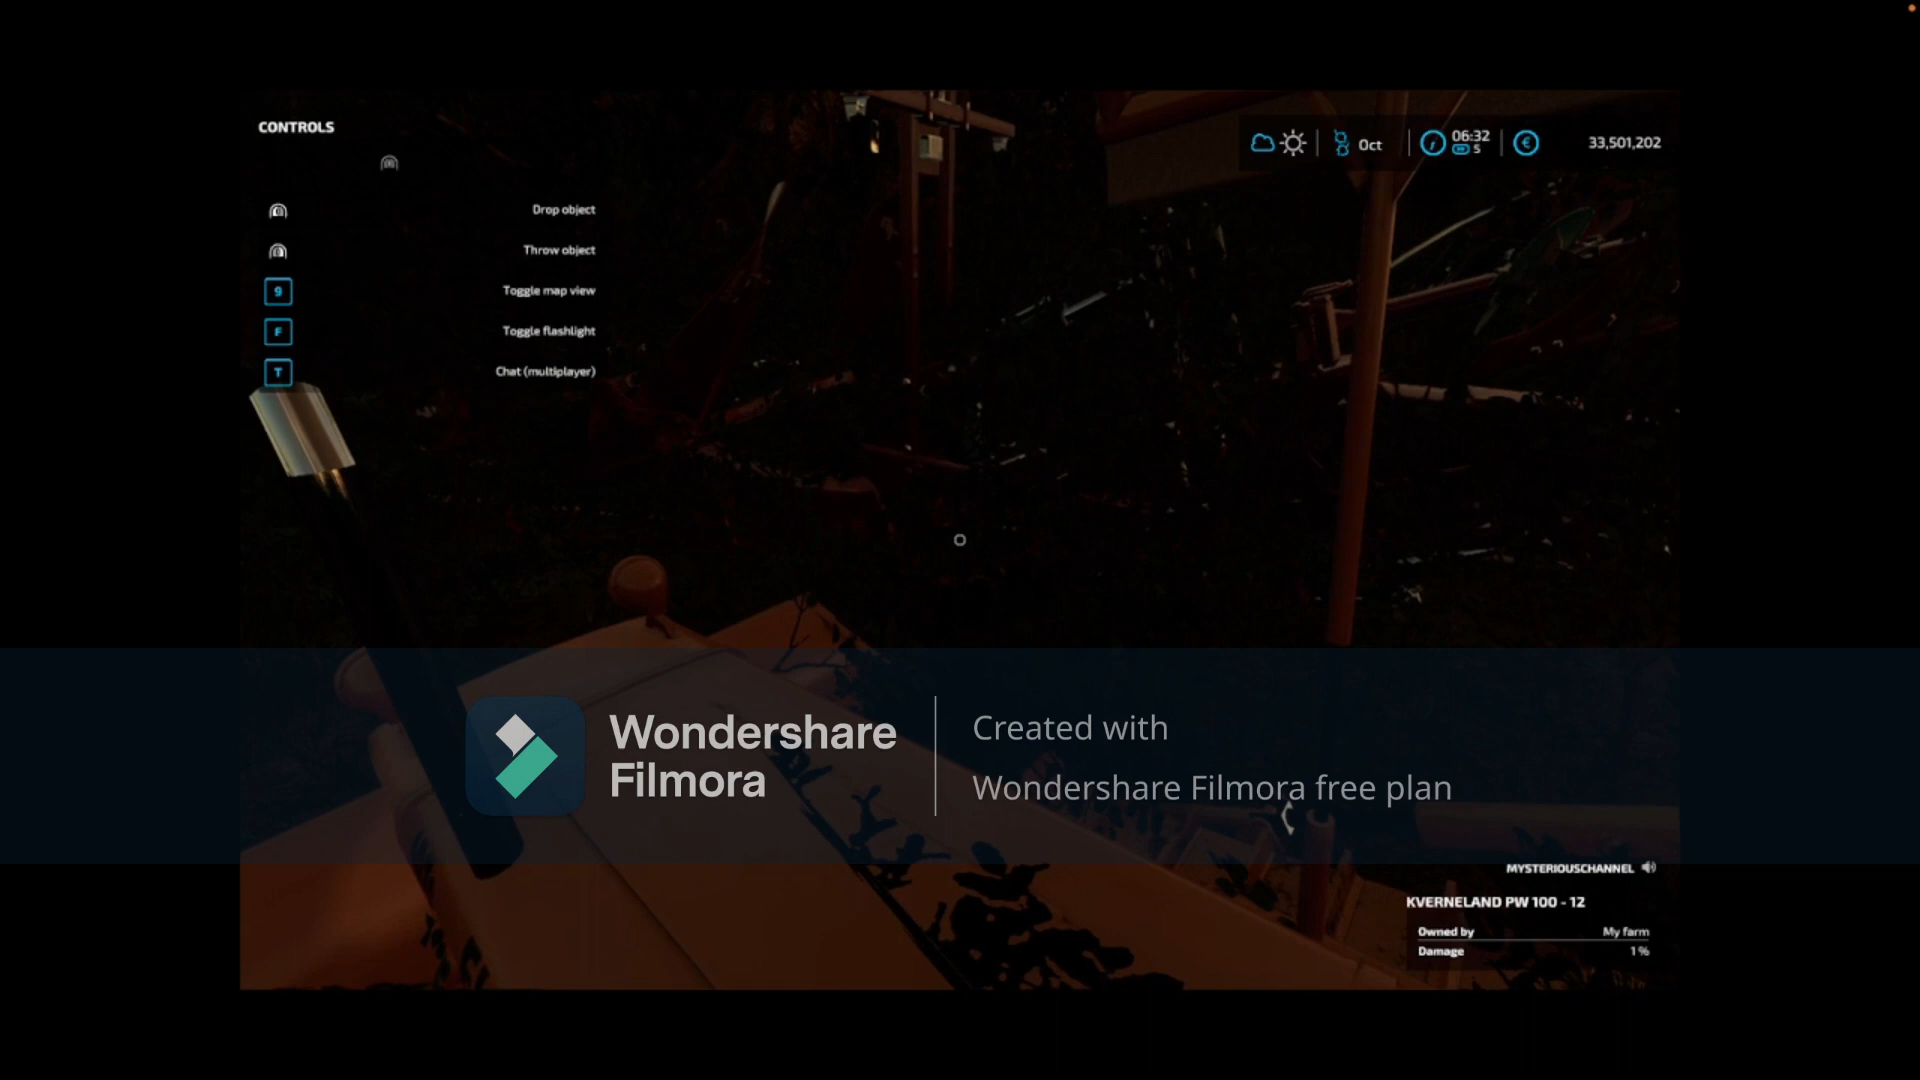 CONTROLS
Drop object
Throw object
9 Toggle map view
F Toggle flashlight
T Chat (multiplayer)
Oct
06:32
5
€
33,501,202
Wondershare
Filmora
Created with
Wondershare Filmora free plan
MYSTERIOUSCHANNEL
KVERNELAND PW 100 - 12
Owned by My farm
Damage 1 %